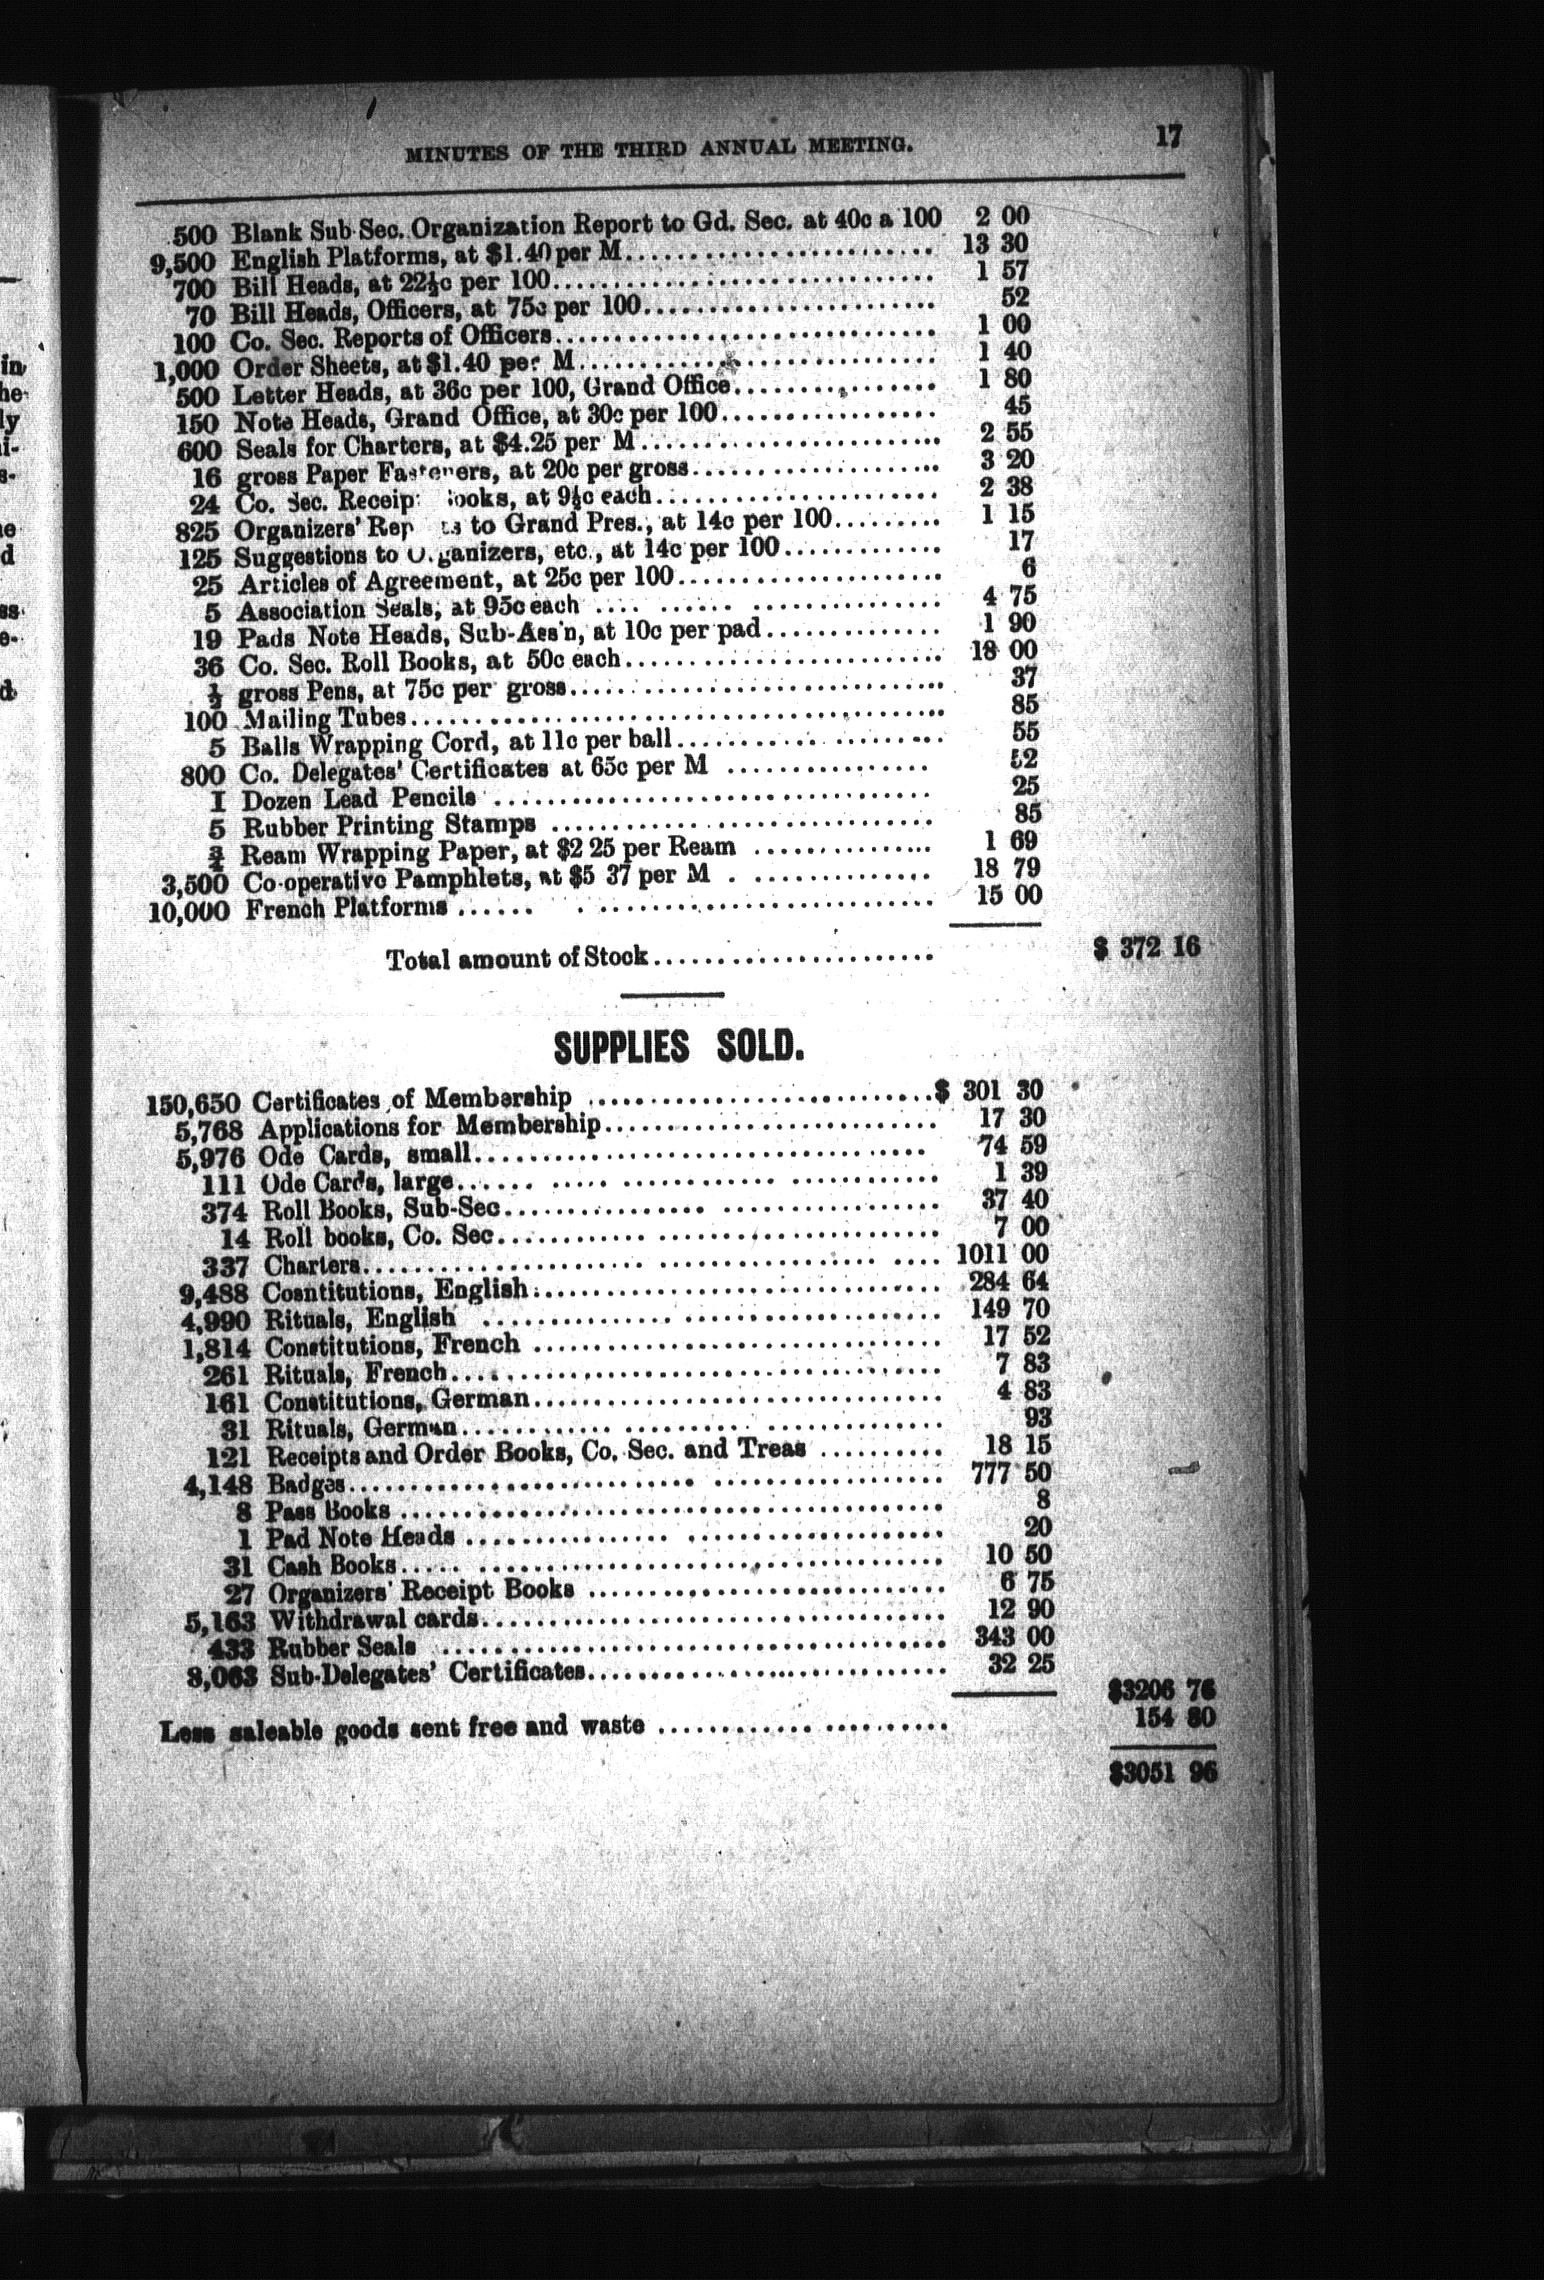 MINUTES OF THE THIRD ANNUAL MEETING. 17
500 Blank Sub-Sec. Organization Report to Gd. Sec. at 40c a 100 2 00
9,500 English Platforms, at $1.40 per M 13 30
700 Bill Heads, at 22½c per 100 1 57
70 Bill Heads, Officers, at 75c per 100 52
100 Co. Sec. Reports of Officers 1 00
1,000 Order Sheets, at $1.40 per M 1 40
500 Letter Heads, at 36c per 100, Grand Office 1 80
150 Note Heads, Grand Office, at 30c per 100 45
600 Seals for Charters, at $4.25 per M 2 55
16 gross Paper Fasteners, at 20c per gross 3 20
24 Co. Sec. Receip ooks, at 9½c each 2 38
825 Organizers' Rep ts to Grand Pres., at 14c per 100 1 15
125 Suggestions to O.ganizers, etc., at 14c per 100 17
25 Articles of Agreement, at 25c per 100 6
5 Association Seals, at 95c each 4 75
19 Pads Note Heads, Sub-Ass'n, at 10c per pad 1 90
36 Co. Sec. Roll Books, at 50c each 18 00
½ gross Pens, at 75c per gross 37
100 Mailing Tubes 85
5 Balls Wrapping Cord, at 11c per ball 55
800 Co. Delegates' Certificates at 65c per M 52
1 Dozen Lead Pencils 25
5 Rubber Printing Stamps 85
¾ Ream Wrapping Paper, at $2 25 per Ream 1 69
3,500 Co-operative Pamphlets, at $5 37 per M 18 79
10,000 French Platforms 15 00
Total amount of Stock $ 372 16
SUPPLIES SOLD.
150,650 Certificates of Membership $ 301 30
5,768 Applications for Membership 17 30
5,976 Ode Cards, small 74 59
111 Ode Cards, large 1 39
374 Roll Books, Sub-Sec 37 40
14 Roll books, Co. Sec 7 00
337 Charters 1011 00
9,488 Cosntitutions, English 284 64
4,990 Rituals, English 149 70
1,814 Constitutions, French 17 52
261 Rituals, French 7 83
161 Constitutions, German 4 83
31 Rituals, German 93
121 Receipts and Order Books, Co. Sec. and Treas 18 15
4,148 Badges 777 50
8 Pass Books 8
1 Pad Note Heads 20
31 Cash Books 10 50
27 Organizers' Receipt Books 6 75
5,163 Withdrawal cards 12 90
433 Rubber Seals 343 00
8,063 Sub-Delegates' Certificates 32 25
$3206 76
Less saleable goods sent free and waste 154 80
$3051 96